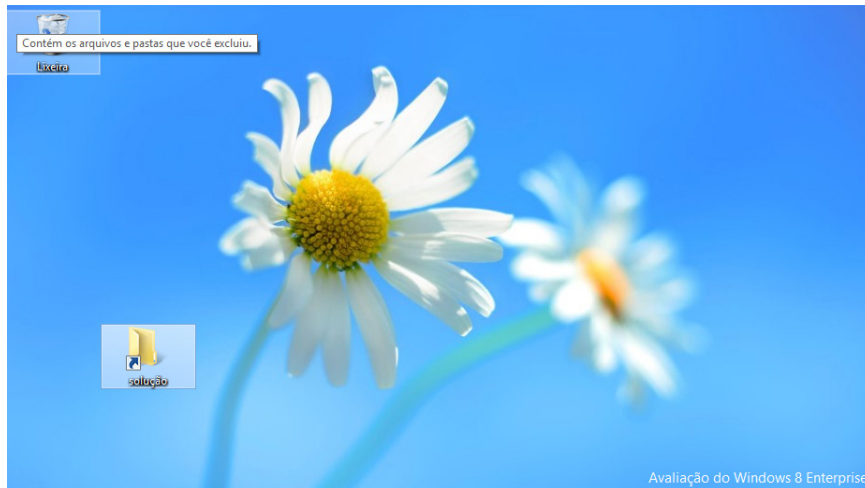 Contém os arquivos e pastas que você excluiu.
Lixeira
solução
Avaliação do Windows 8 Enterprise